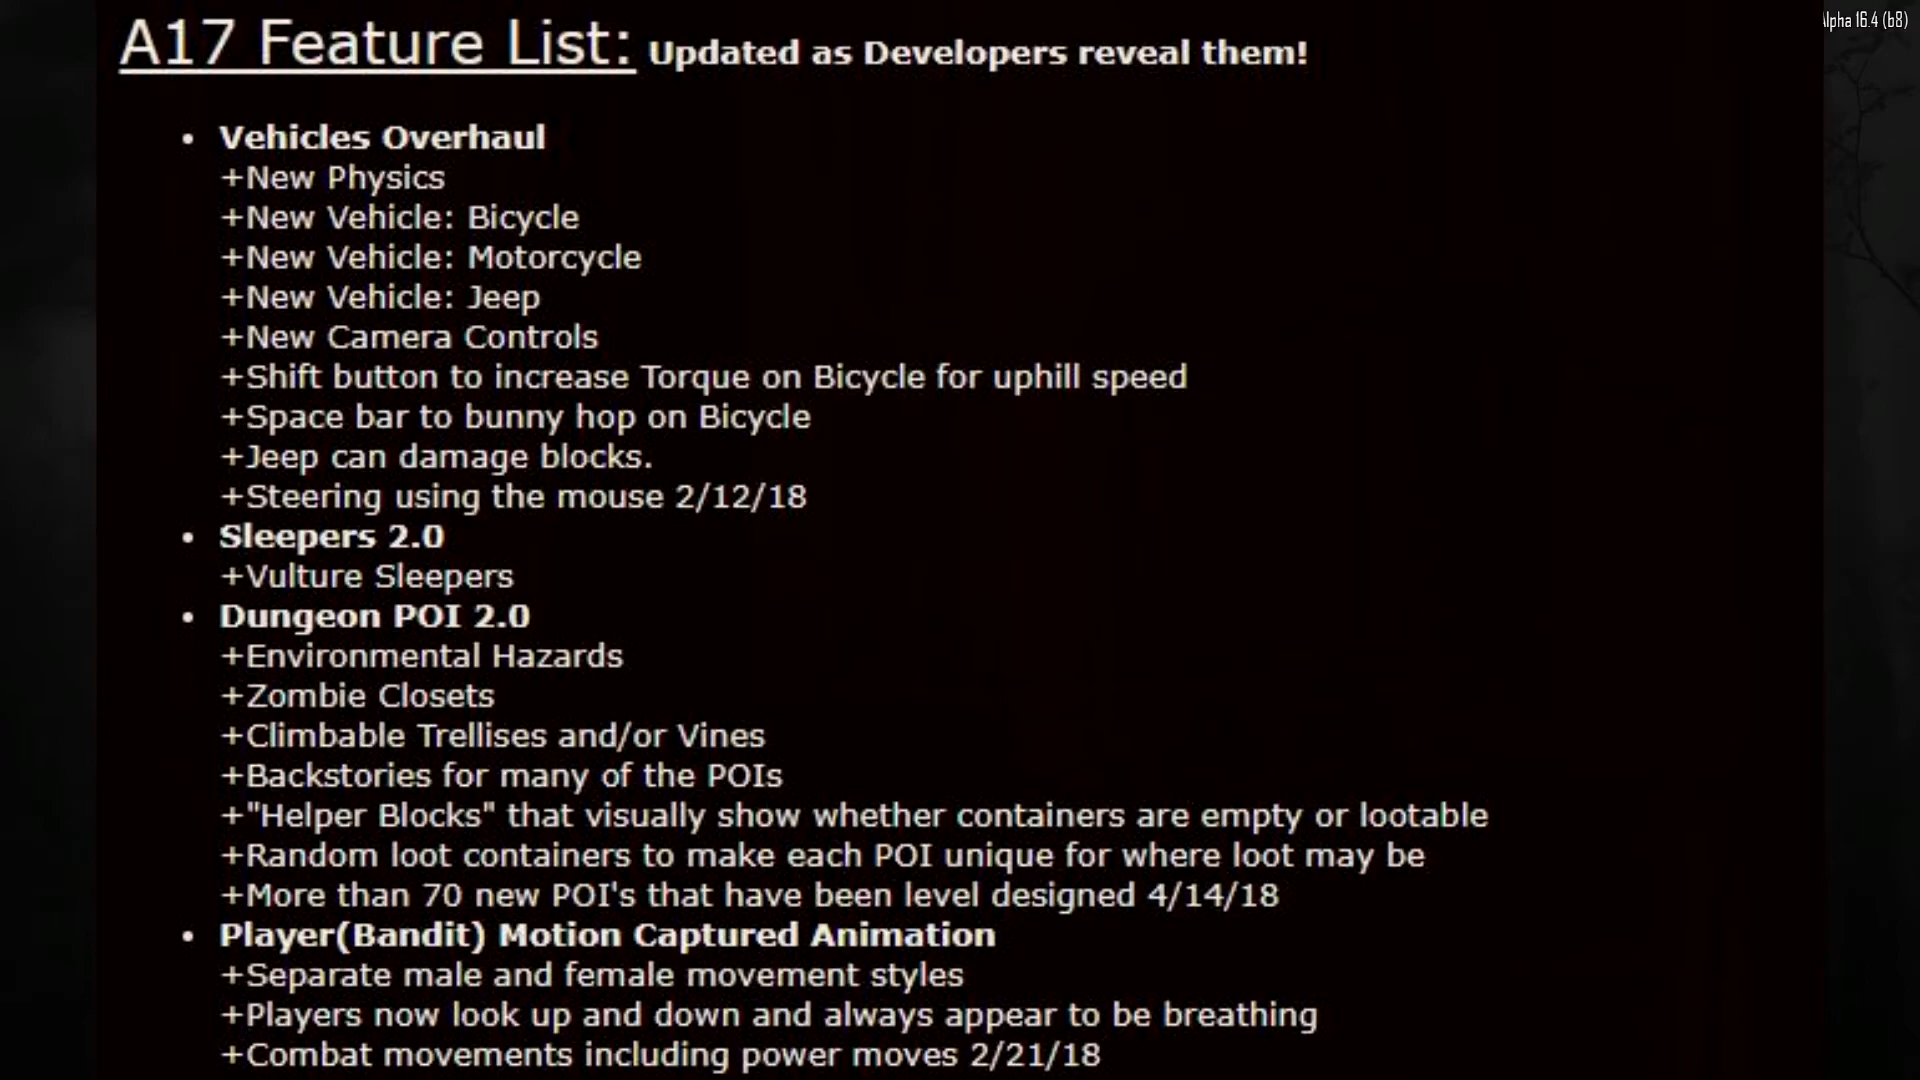 A17 Feature List: Updated as Developers reveal them!
lpha 16.4 (b8)
• Vehicles Overhaul
+New Physics
+New Vehicle: Bicycle
+New Vehicle: Motorcycle
+New Vehicle: Jeep
+New Camera Controls
+Shift button to increase Torque on Bicycle for uphill speed
+Space bar to bunny hop on Bicycle
+Jeep can damage blocks.
+Steering using the mouse 2/12/18
• Sleepers 2.0
+Vulture Sleepers
• Dungeon POI 2.0
+Environmental Hazards
+Zombie Closets
+Climbable Trellises and/or Vines
+Backstories for many of the POIs
+"Helper Blocks" that visually show whether containers are empty or lootable
+Random loot containers to make each POI unique for where loot may be
+More than 70 new POI's that have been level designed 4/14/18
• Player(Bandit) Motion Captured Animation
+Separate male and female movement styles
+Players now look up and down and always appear to be breathing
+Combat movements including power moves 2/21/18